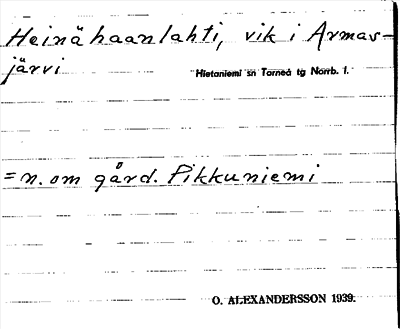 Heinähaanlahti, vik i Armas-
järvi
Hietaniemi sn Torneå tg Norrb. l.
= n. om gård. Pikkuniemi
O. ALEXANDERSSON 1939.